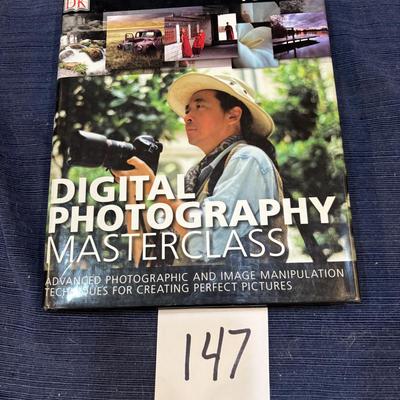 DK
DIGITAL
PHOTOGRAPHY
MASTERCLASS
ADVANCED PHOTOGRAPHIC AND IMAGE MANIPULATION
TECHNIQUES FOR CREATING PERFECT PICTURES
147